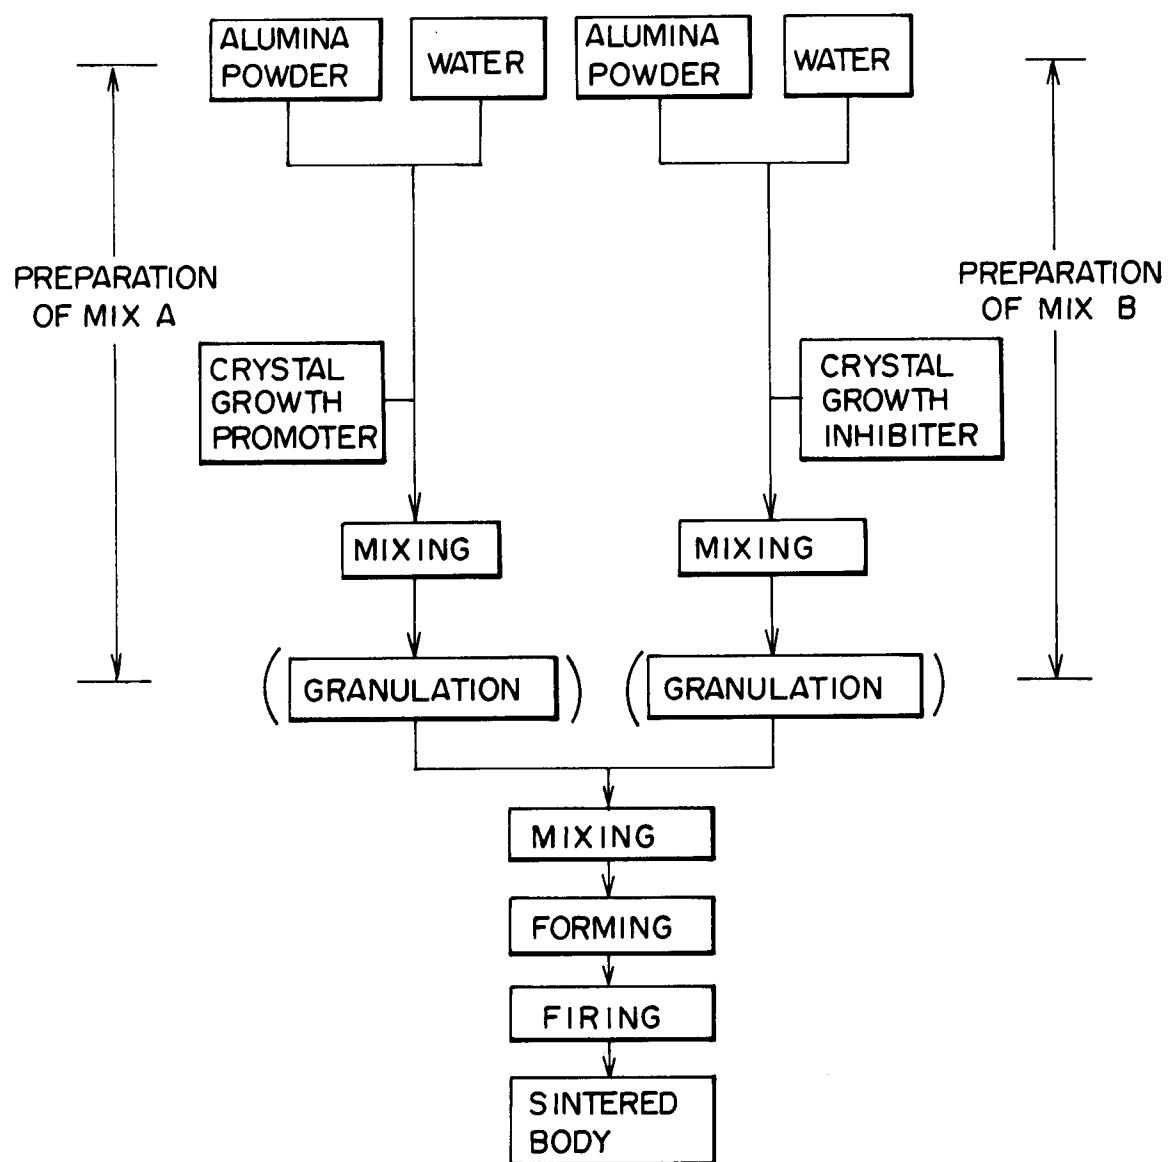 ALUMINA
POWDER
WATER
ALUMINA
POWDER
WATER
PREPARATION
OF MIX A
PREPARATION
OF MIX B
CRYSTAL
GROWTH
PROMOTER
CRYSTAL
GROWTH
INHIBITER
MIXING
MIXING
(GRANULATION)
(GRANULATION)
MIXING
FORMING
FIRING
SINTERED
BODY